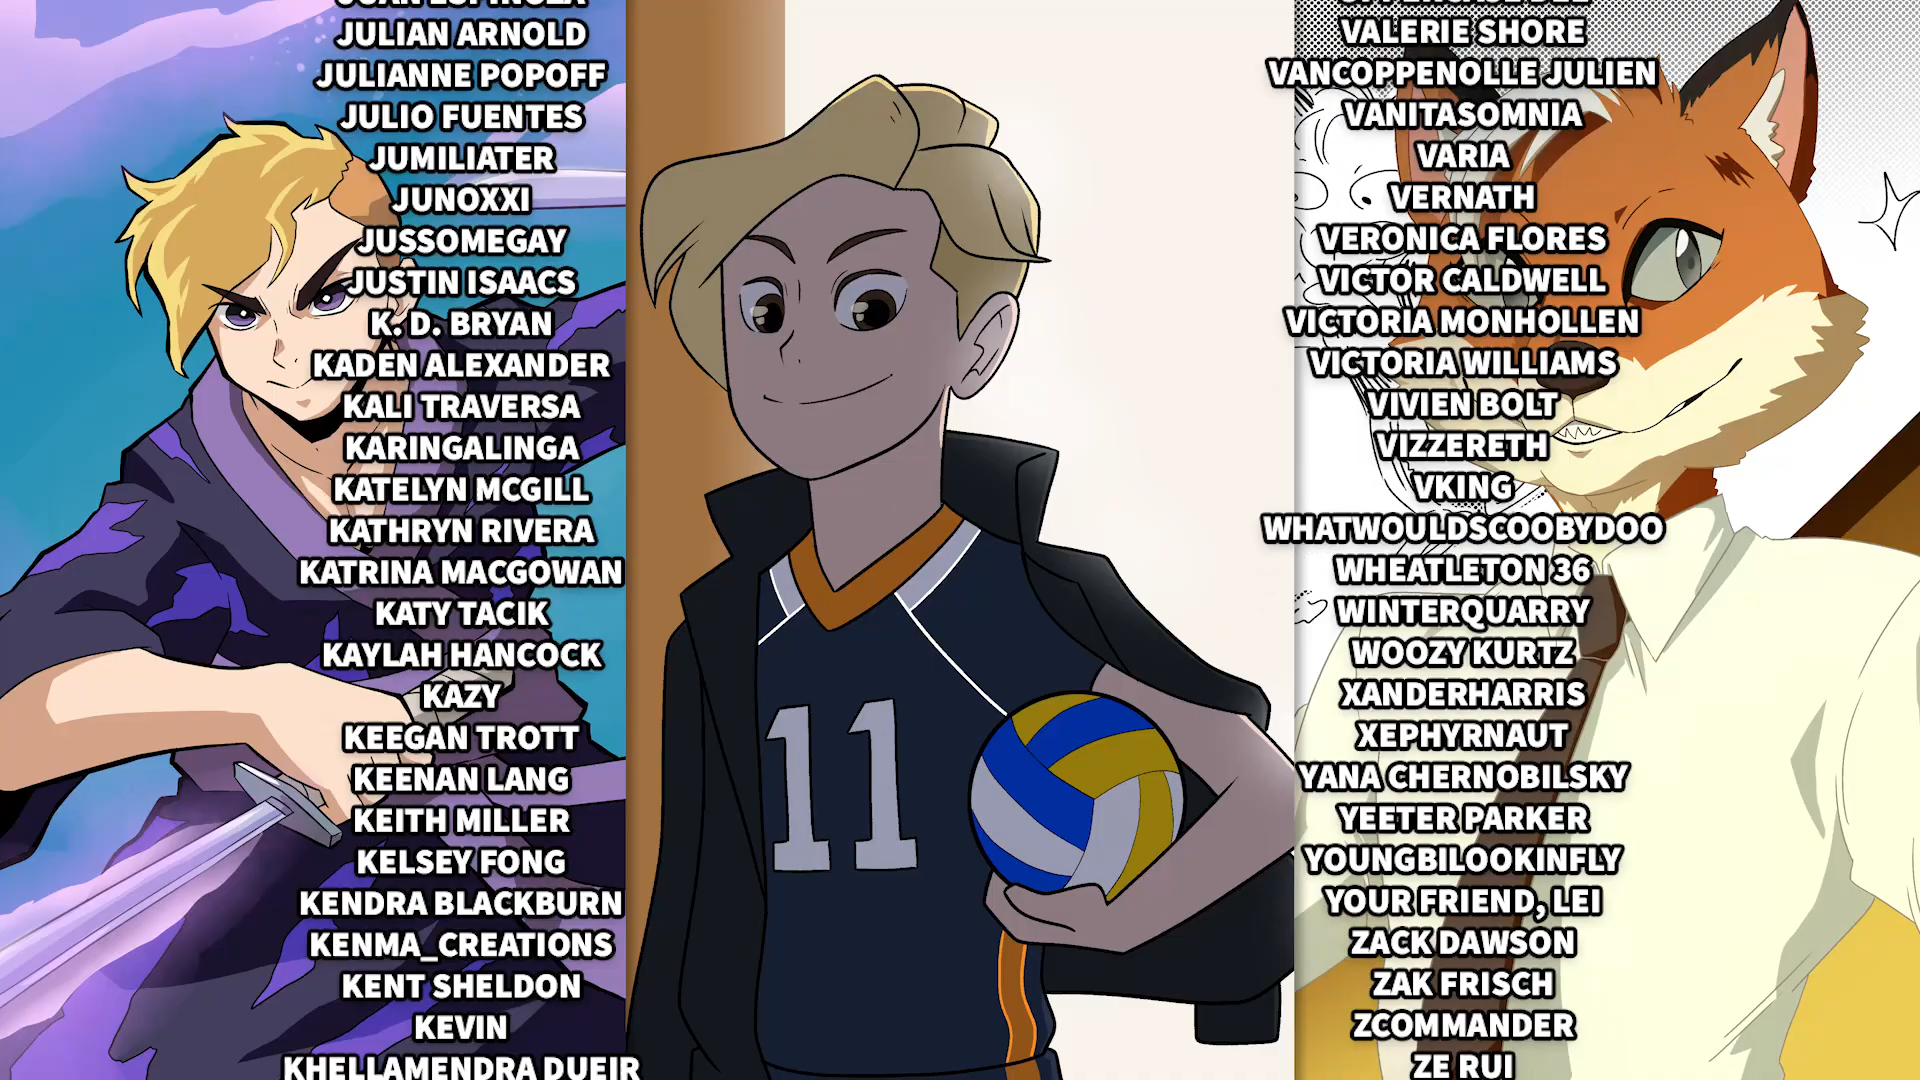 JULIAN ARNOLD
JULIANNE POPOFF
JULIO FUENTES
JUMILIATER
JUNOXXI
JUSSOMEGAY
JUSTIN ISAACS
K. D. BRYAN
KADEN ALEXANDER
KALI TRAVERSA
KARINGALINGA
KATELYN MCGILL
KATHRYN RIVERA
KATRINA MACGOWAN
KATY TACIK
KAYLAH HANCOCK
KAZY
KEEGAN TROTT
KEENAN LANG
KEITH MILLER
KELSEY FONG
KENDRA BLACKBURN
KENMA_CREATIONS
KENT SHELDON
KEVIN
KHELLAMENDRA DUEIR
11
VALERIE SHORE
VANCOPPENOLLE JULIEN
VANITASOMNIA
VARIA
VERNATH
VERONICA FLORES
VICTOR CALDWELL
VICTORIA MONHOLLEN
VICTORIA WILLIAMS
VIVIEN BOLT
VIZZERETH
VKING
WHATWOULDSCOOBYDOO
WHEATLETON 36
WINTERQUARRY
WOOZY KURTZ
XANDERHARRIS
XEPHYRNAUT
YANA CHERNOBILSKY
YEETER PARKER
YOUNGBILOOKINFLY
YOUR FRIEND, LEI
ZACK DAWSON
ZAK FRISCH
ZCOMMANDER
ZE RUI